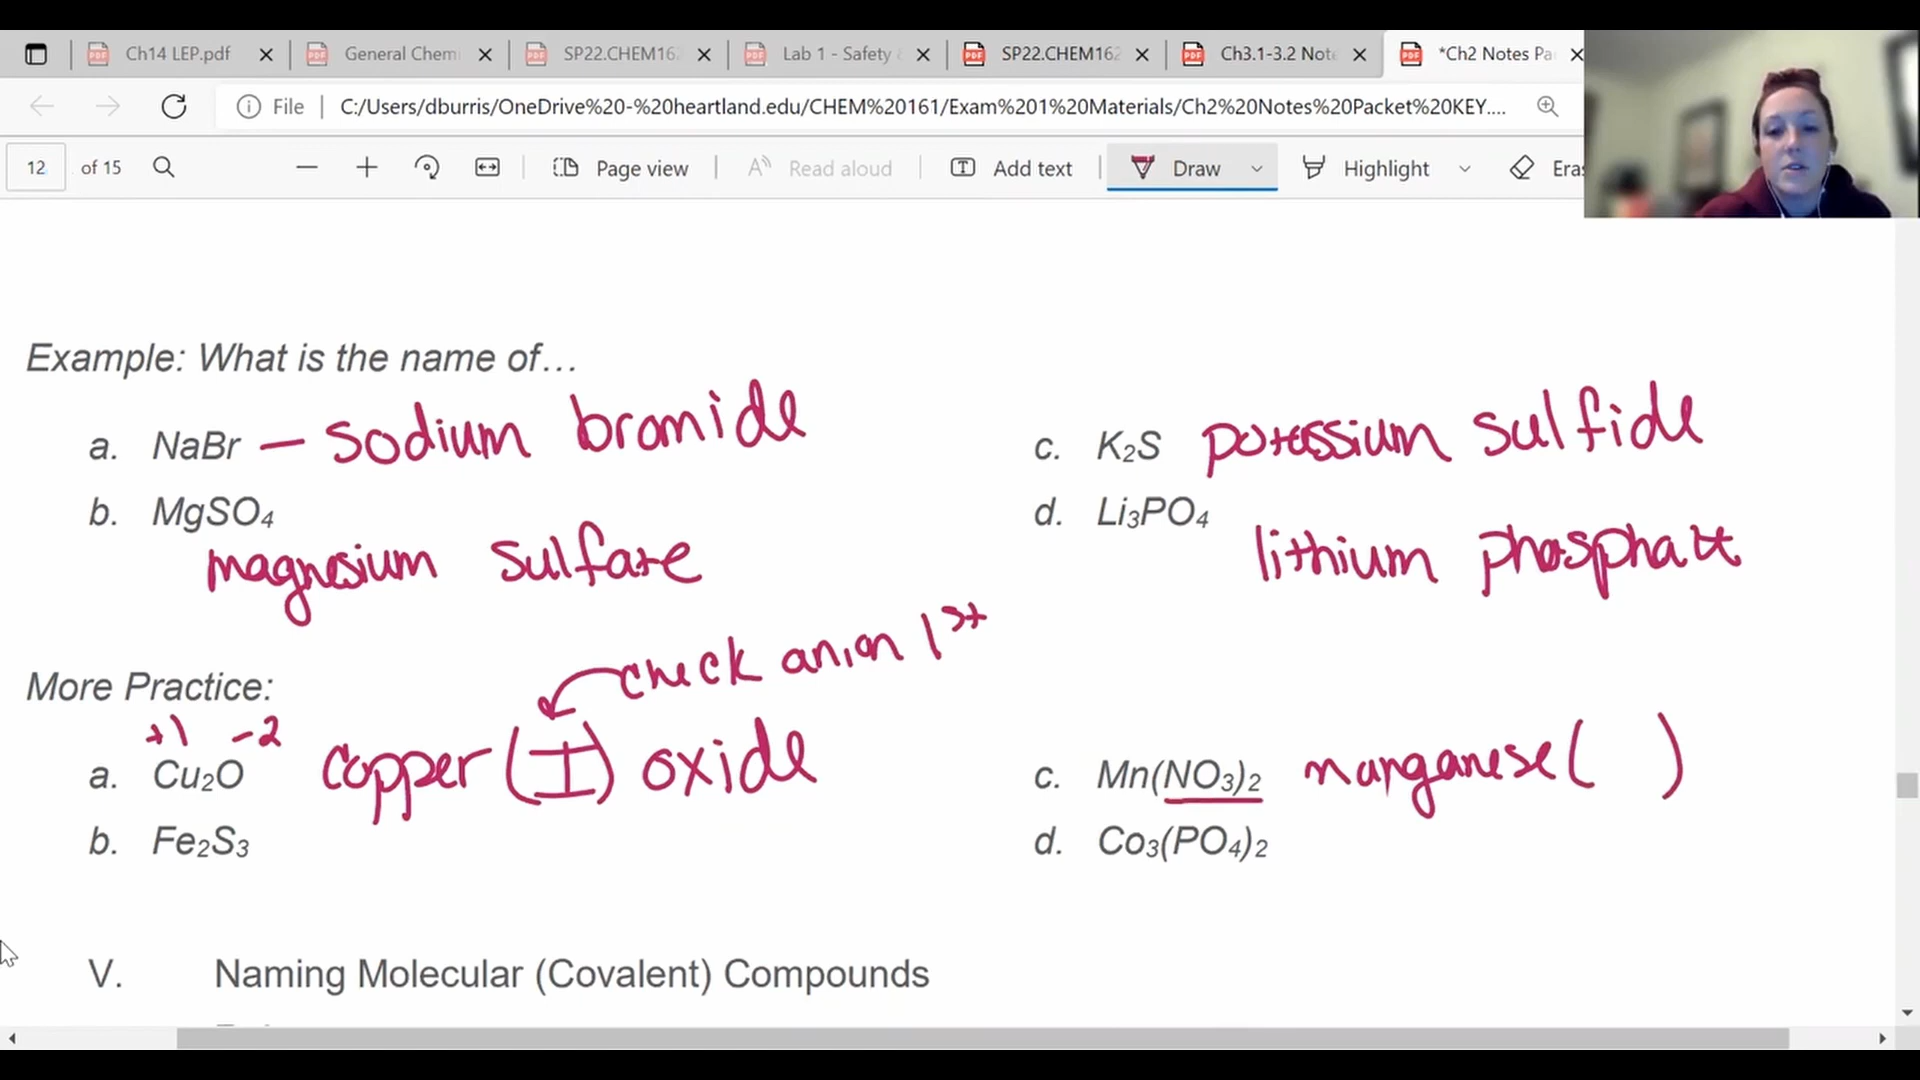 Ch14 LEP.pdf General Chem SP22.CHEM162 Lab 1 - Safety SP22.CHEM162 Ch3.1-3.2 Note *Ch2 Notes Pa
File C:/Users/dburris/OneDrive%20-%20heartland.edu/CHEM%20161/Exam%201%20Materials/Ch2%20Notes%20Packet%20KEY....
12 of 15 Page view Read aloud Add text Draw Highlight Eras
Example: What is the name of…
a. NaBr — sodium bromide
b. MgSO4
magnesium sulfate
c. K2S potassium sulfide
d. Li3PO4
lithium phosphate
check anion 1st
More Practice:
+1 -2
a. Cu2O copper (I) oxide
b. Fe2S3
c. Mn(NO3)2 manganese( )
d. Co3(PO4)2
V. Naming Molecular (Covalent) Compounds